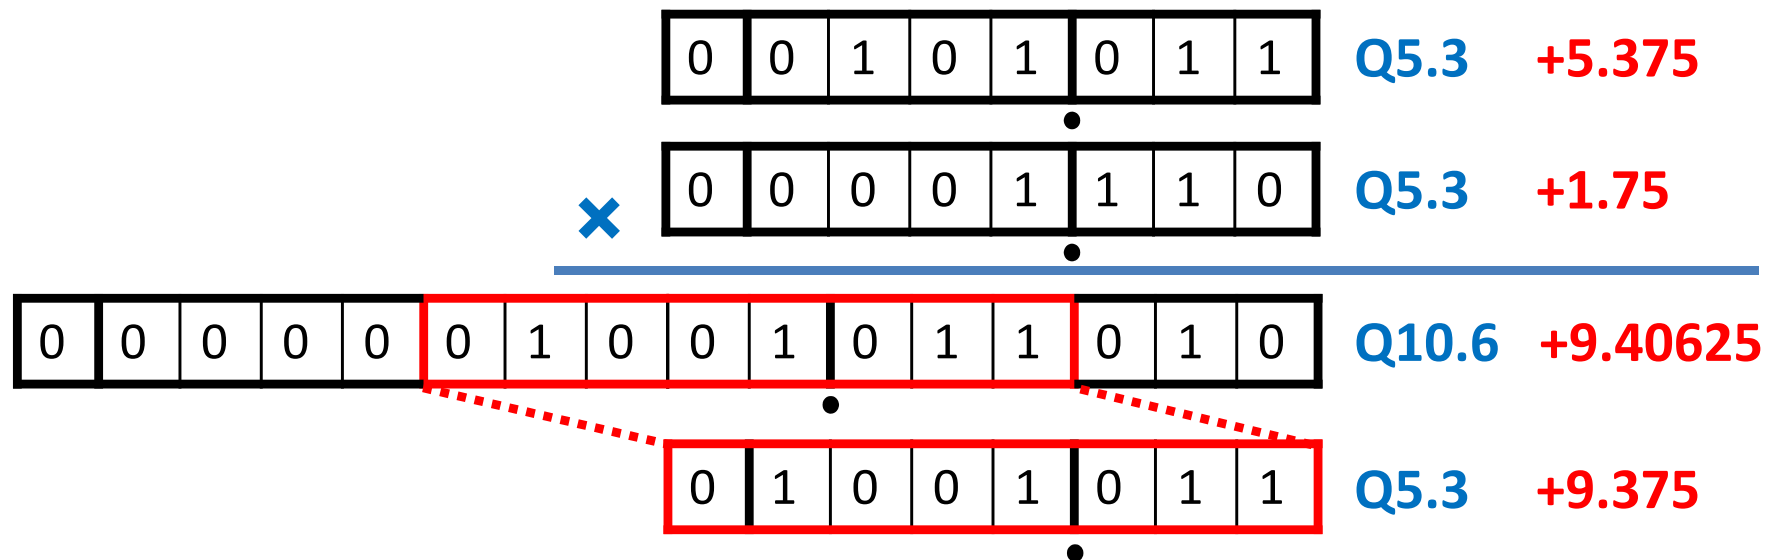 0 0 1 0 1 0 1 1 Q5.3 +5.375
× 0 0 0 0 1 1 1 0 Q5.3 +1.75
0 0 0 0 0 0 1 0 0 1 0 1 1 0 1 0 Q10.6 +9.40625
0 1 0 0 1 0 1 1 Q5.3 +9.375